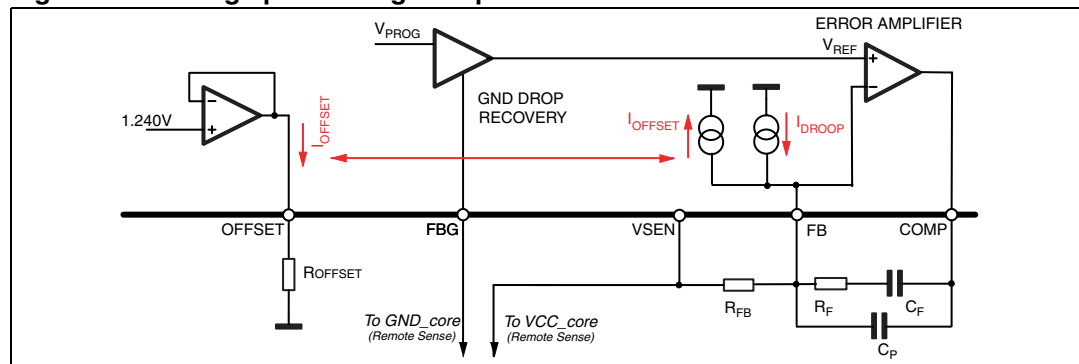 ERROR AMPLIFIER
VPROG
VREF
GND DROP
RECOVERY
1.240V
IOFFSET
IOFFSET
IDROOP
OFFSET
FBG
VSEN
FB
COMP
ROFFSET
RFB
RF
CF
CP
To GND_core
(Remote Sense)
To VCC_core
(Remote Sense)